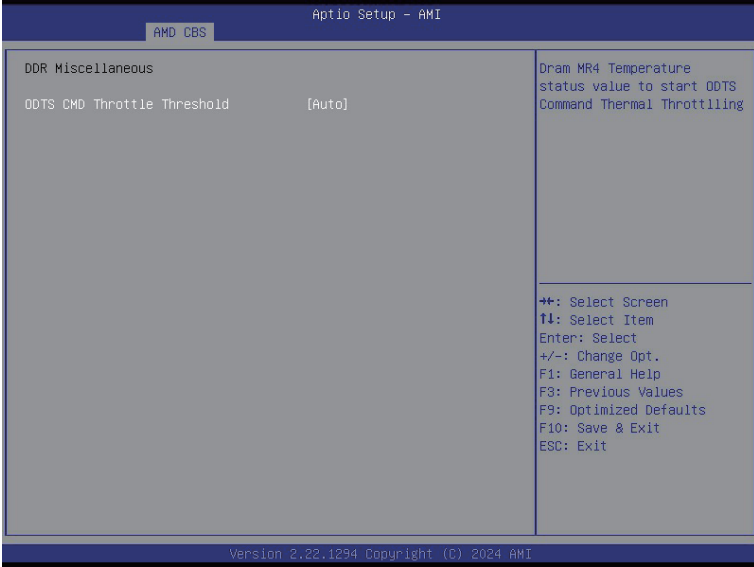 Aptio Setup – AMI
AMD CBS
DDR Miscellaneous
ODTS CMD Throttle Threshold [Auto]
Dram MR4 Temperature
status value to start ODTS
Command Thermal Throttlling
→←: Select Screen
↑↓: Select Item
Enter: Select
+/-: Change Opt.
F1: General Help
F3: Previous Values
F9: Optimized Defaults
F10: Save & Exit
ESC: Exit
Version 2.22.1294 Copyright (C) 2024 AMI